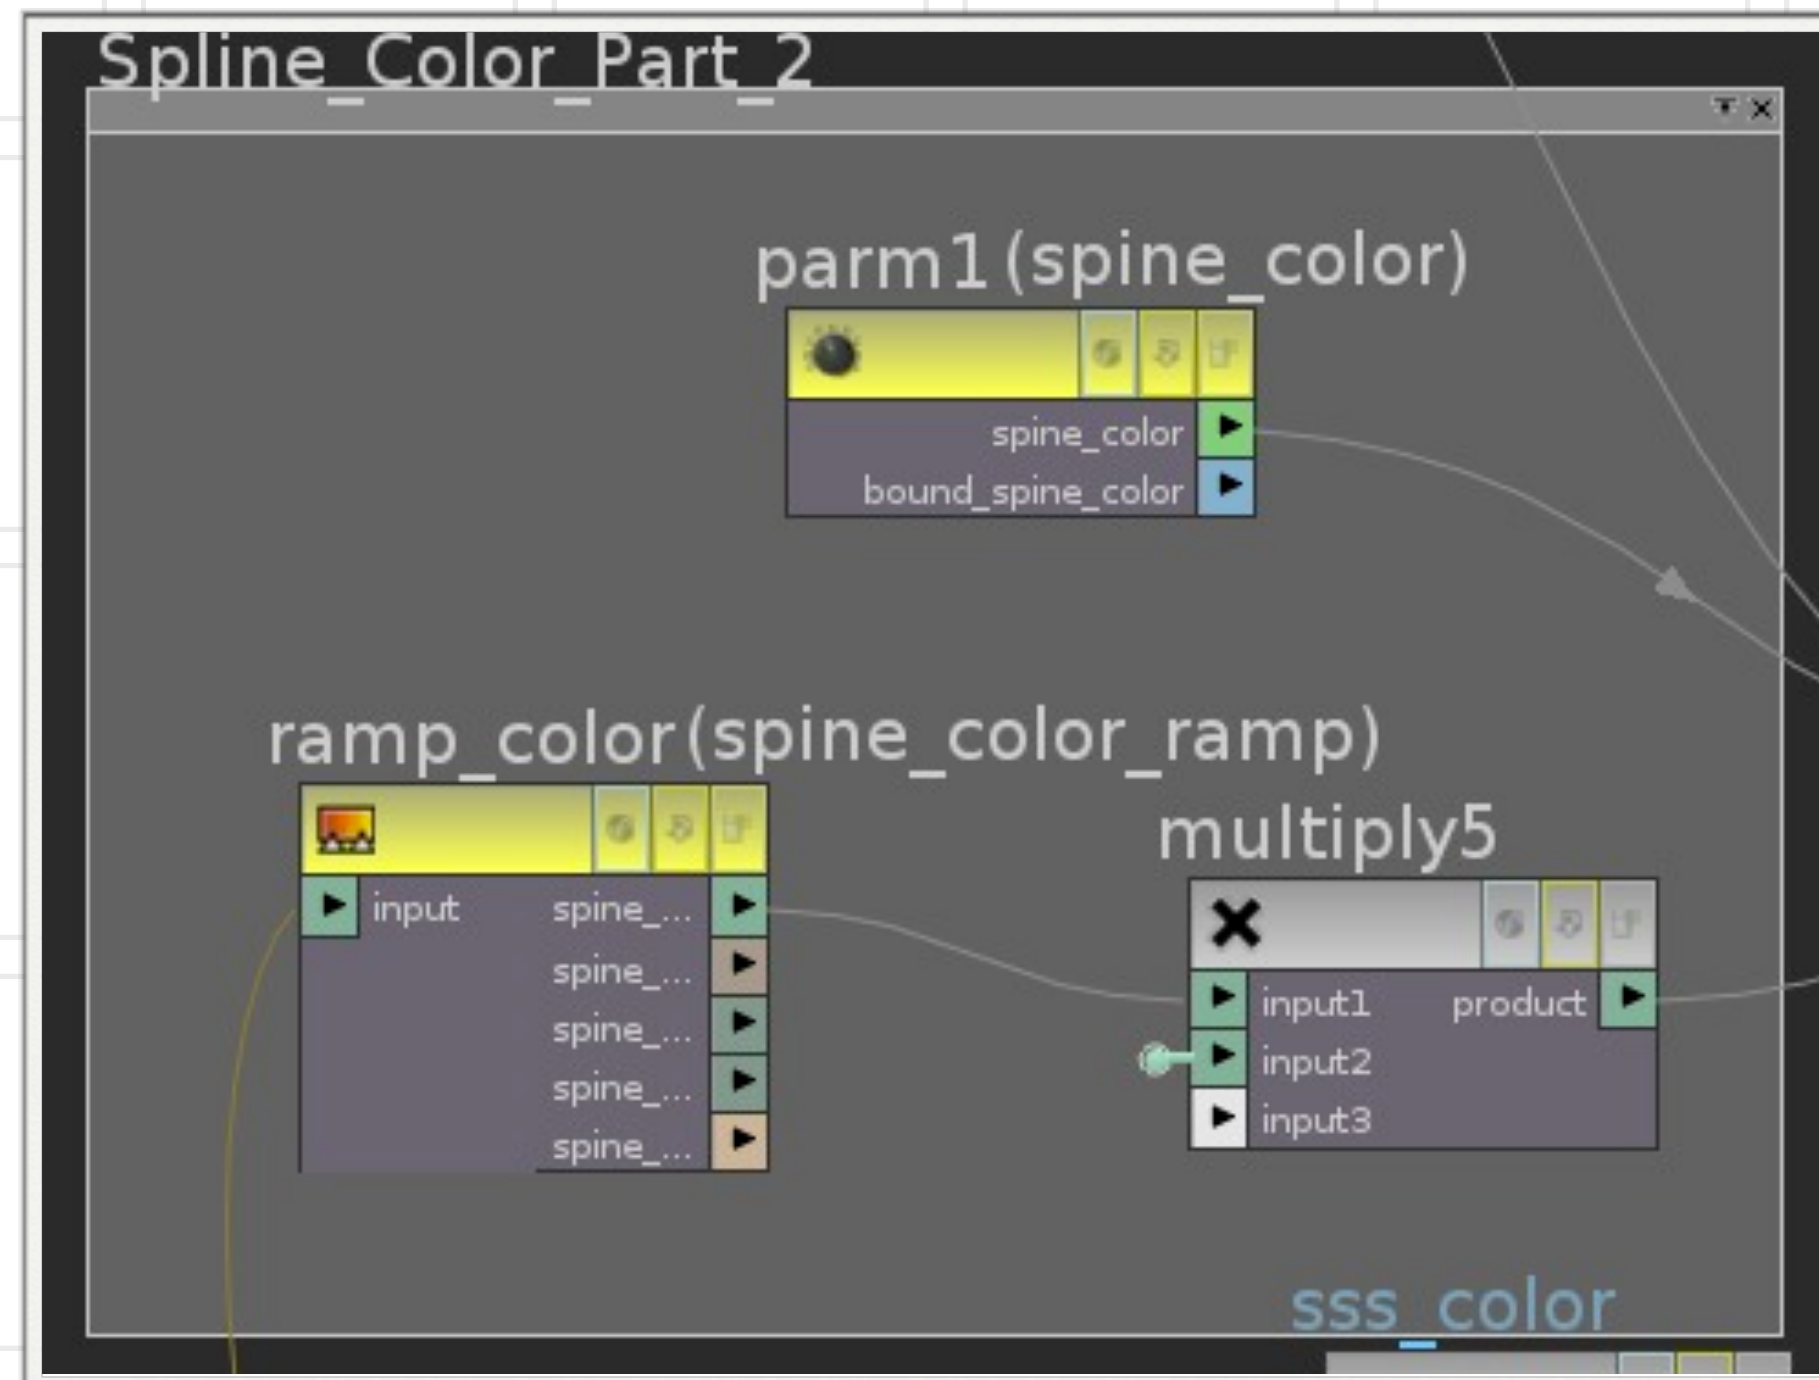 Spline_Color_Part_2
parm1(spine_color)
spine_color
bound_spine_color
ramp_color(spine_color_ramp)
input spine_...
spine_...
spine_...
spine_...
spine_...
multiply5
input1 product
input2
input3
sss_color